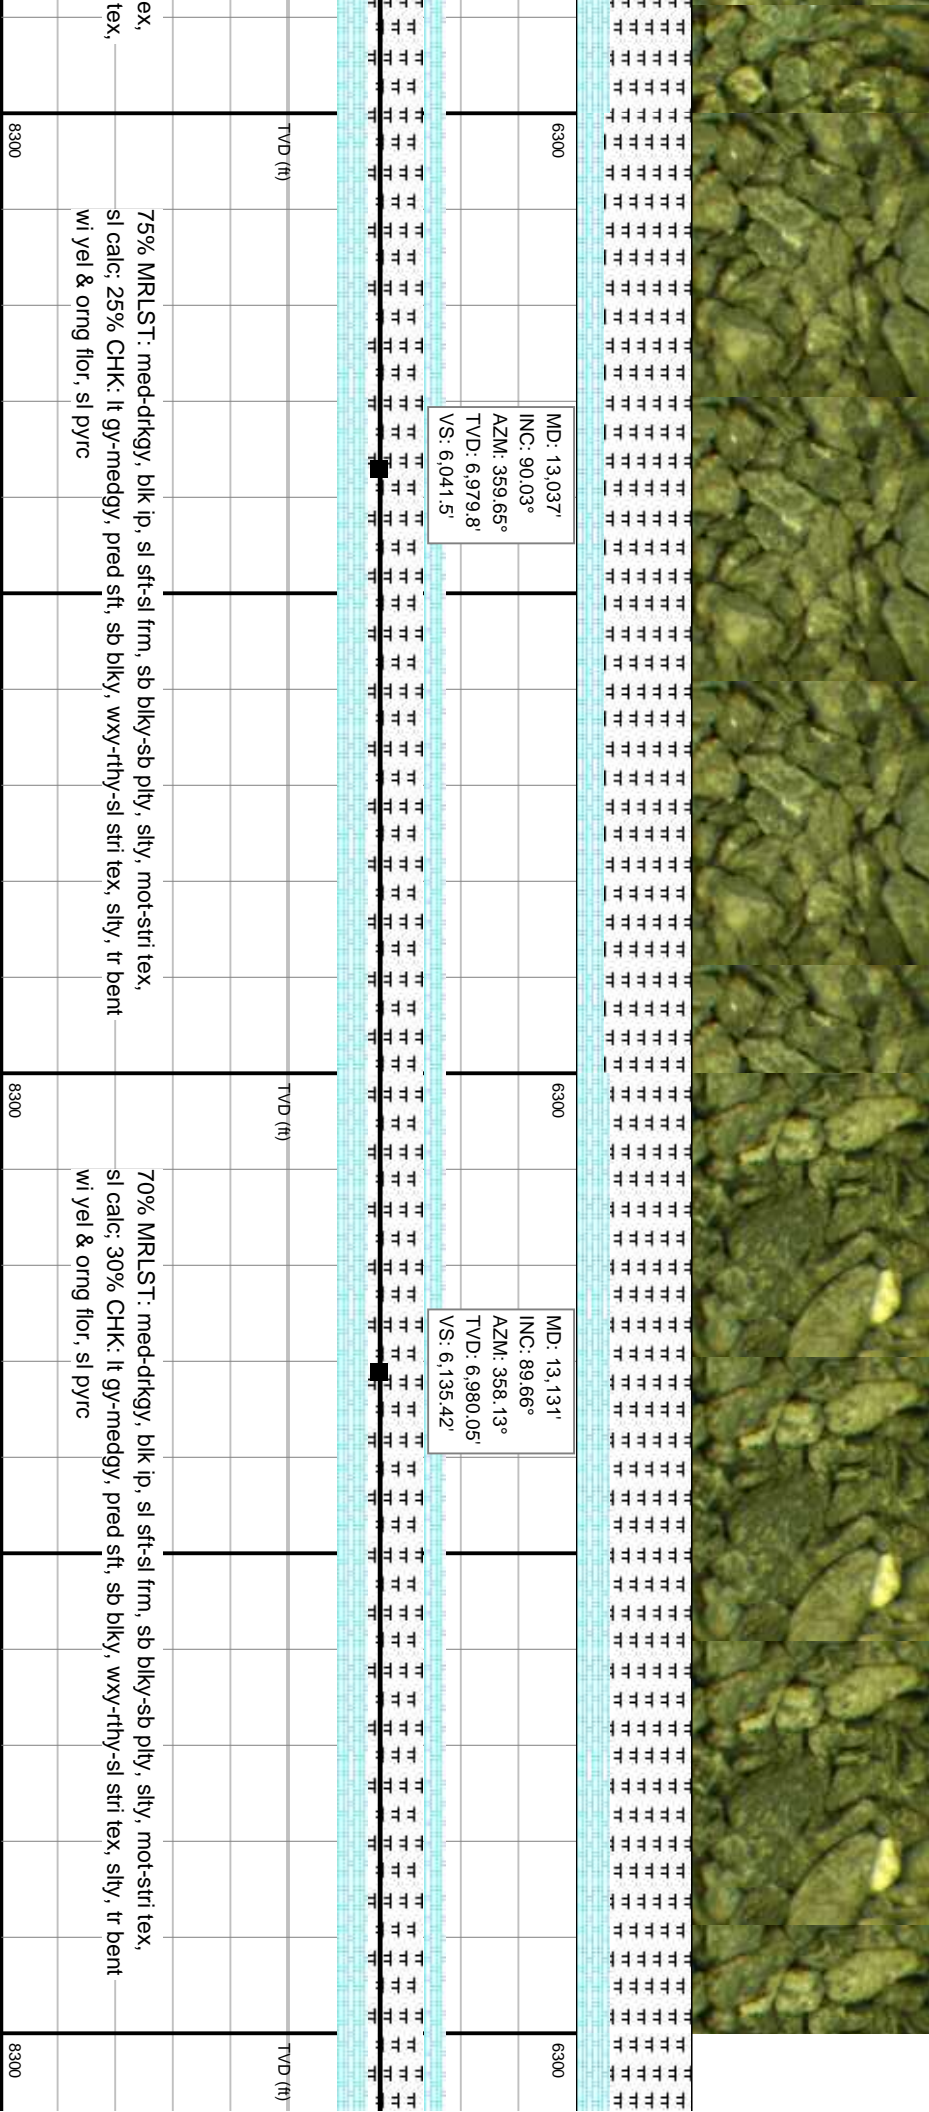 ex,
tex,
6300
TVD (ft)
8300
MD: 13,037'
INC: 90.03°
AZM: 359.65°
TVD: 6,979.8'
VS: 6,041.5'
75% MRLST: med-drkgy, blk ip, sl sft-sl frm, sb blky-sb plty, slty, mot-stri tex,
sl calc; 25% CHK: lt gy-medgy, pred sft, sb blky, wxy-rthy-sl stri tex, slty, tr bent
wi yel & orng flor, sl pyrc
6300
TVD (ft)
8300
MD: 13,131'
INC: 89.66°
AZM: 358.13°
TVD: 6,980.05'
VS: 6,135.42'
70% MRLST: med-drkgy, blk ip, sl sft-sl frm, sb blky-sb plty, slty, mot-stri tex,
sl calc; 30% CHK: lt gy-medgy, pred sft, sb blky, wxy-rthy-sl stri tex, slty, tr bent
wi yel & orng flor, sl pyrc
6300
TVD (ft)
8300